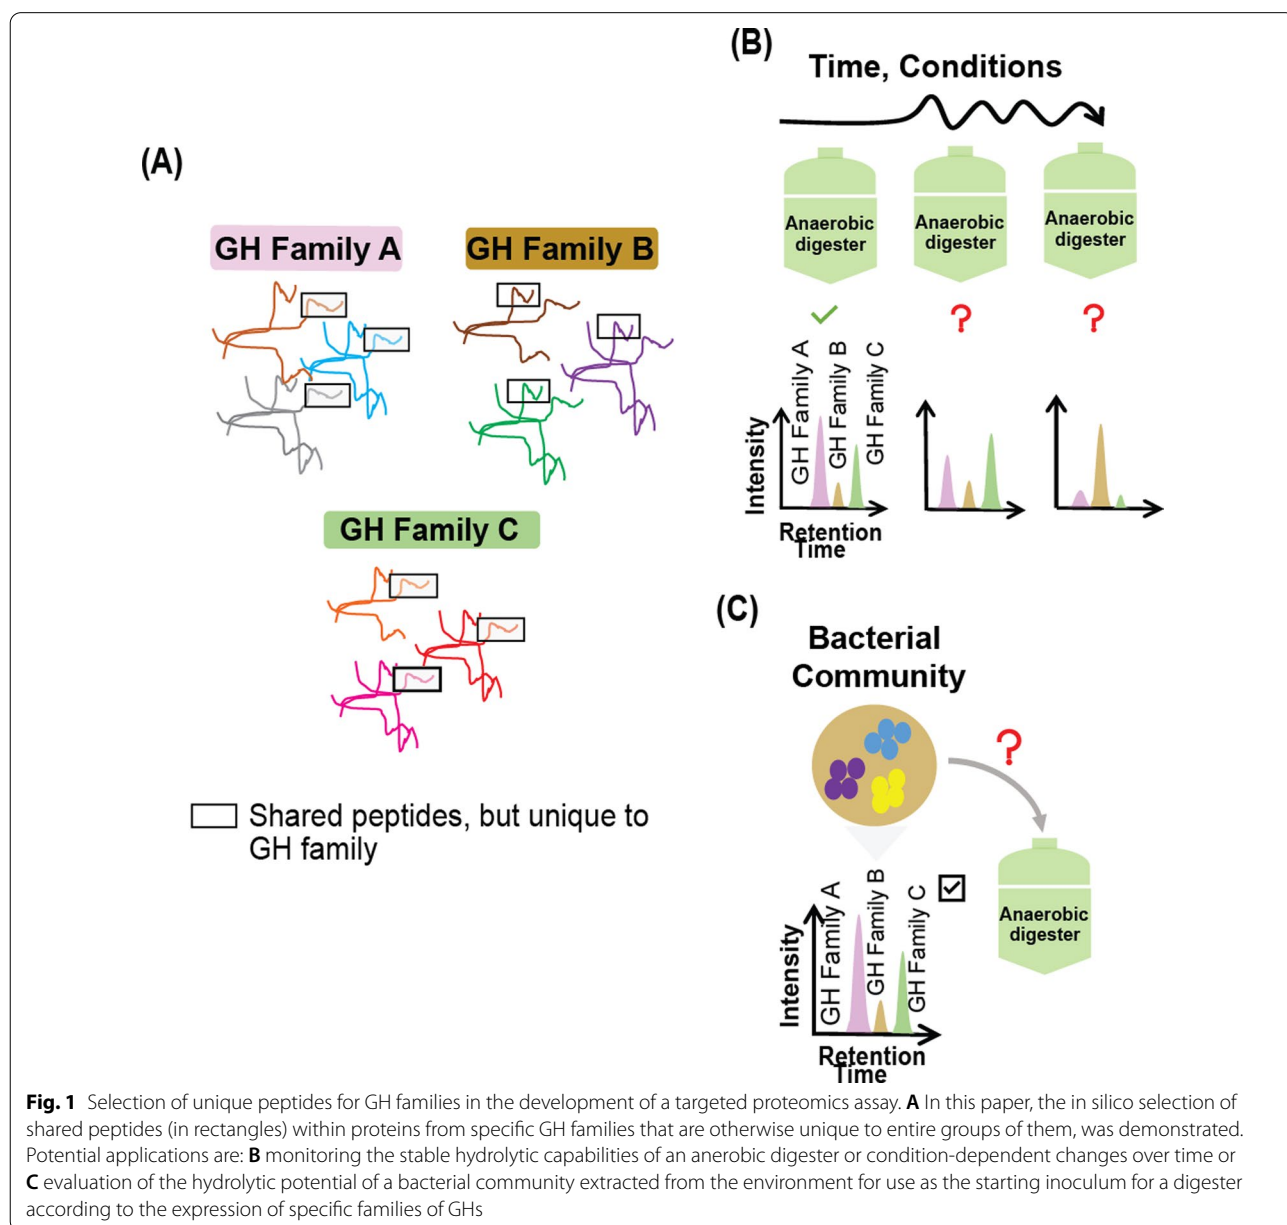 (A)
GH Family A
GH Family B
GH Family C
Shared peptides, but unique to
GH family
(B)
Time, Conditions
Anaerobic
digester
Anaerobic
digester
Anaerobic
digester
?
?
GH Family A
GH Family B
GH Family C
Intensity
Retention
Time
(C)
Bacterial
Community
?
Anaerobic
digester
GH Family A
GH Family B
GH Family C
Intensity
Retention
Time
Fig. 1 Selection of unique peptides for GH families in the development of a targeted proteomics assay. A In this paper, the in silico selection of
shared peptides (in rectangles) within proteins from specific GH families that are otherwise unique to entire groups of them, was demonstrated.
Potential applications are: B monitoring the stable hydrolytic capabilities of an anerobic digester or condition-dependent changes over time or
C evaluation of the hydrolytic potential of a bacterial community extracted from the environment for use as the starting inoculum for a digester
according to the expression of specific families of GHs